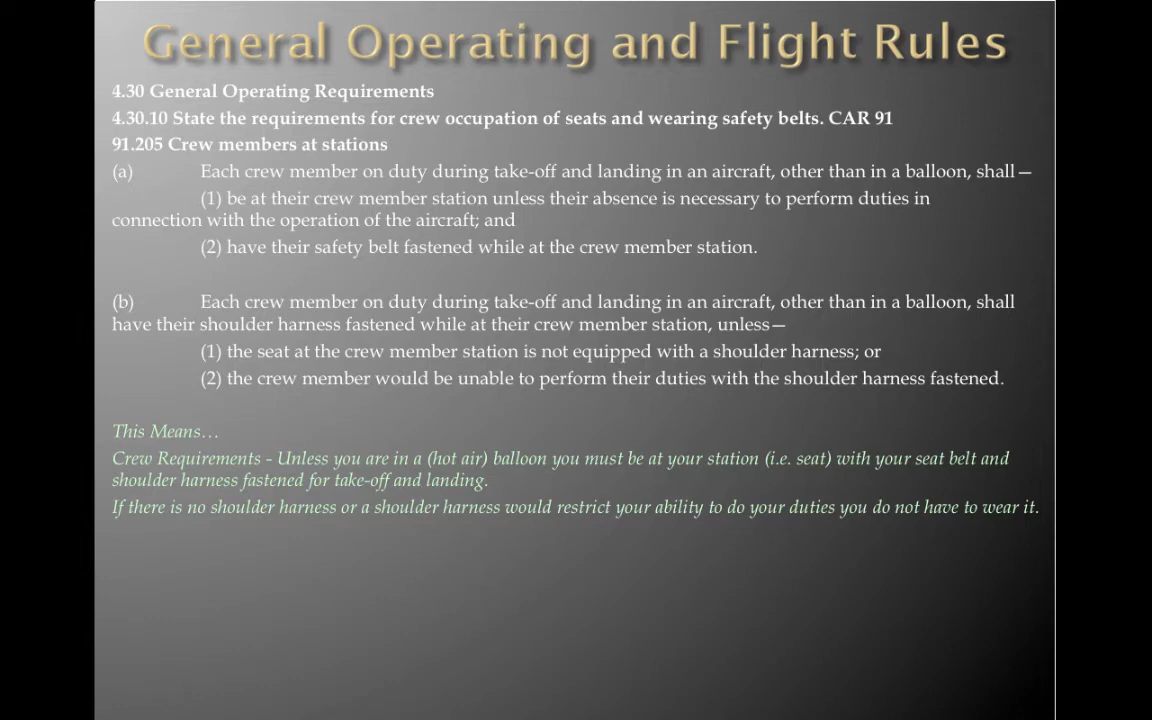 General Operating and Flight Rules
4.30 General Operating Requirements
4.30.10 State the requirements for crew occupation of seats and wearing safety belts. CAR 91
91.205 Crew members at stations
(a) Each crew member on duty during take-off and landing in an aircraft, other than in a balloon, shall—
(1) be at their crew member station unless their absence is necessary to perform duties in
connection with the operation of the aircraft; and
(2) have their safety belt fastened while at the crew member station.
(b) Each crew member on duty during take-off and landing in an aircraft, other than in a balloon, shall
have their shoulder harness fastened while at their crew member station, unless—
(1) the seat at the crew member station is not equipped with a shoulder harness; or
(2) the crew member would be unable to perform their duties with the shoulder harness fastened.
This Means…
Crew Requirements - Unless you are in a (hot air) balloon you must be at your station (i.e. seat) with your seat belt and
shoulder harness fastened for take-off and landing.
If there is no shoulder harness or a shoulder harness would restrict your ability to do your duties you do not have to wear it.